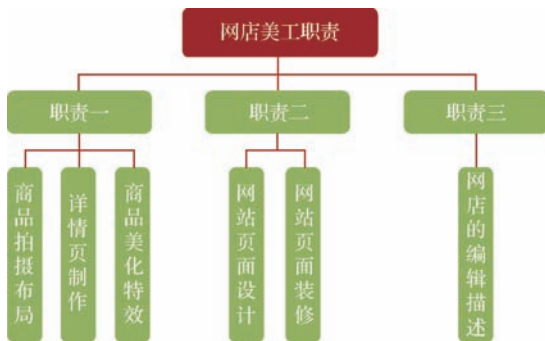 网店美工职责
职责一
职责二
职责三
商品拍摄布局
详情页制作
商品美化特效
网站页面设计
网站页面装修
网店的编辑描述